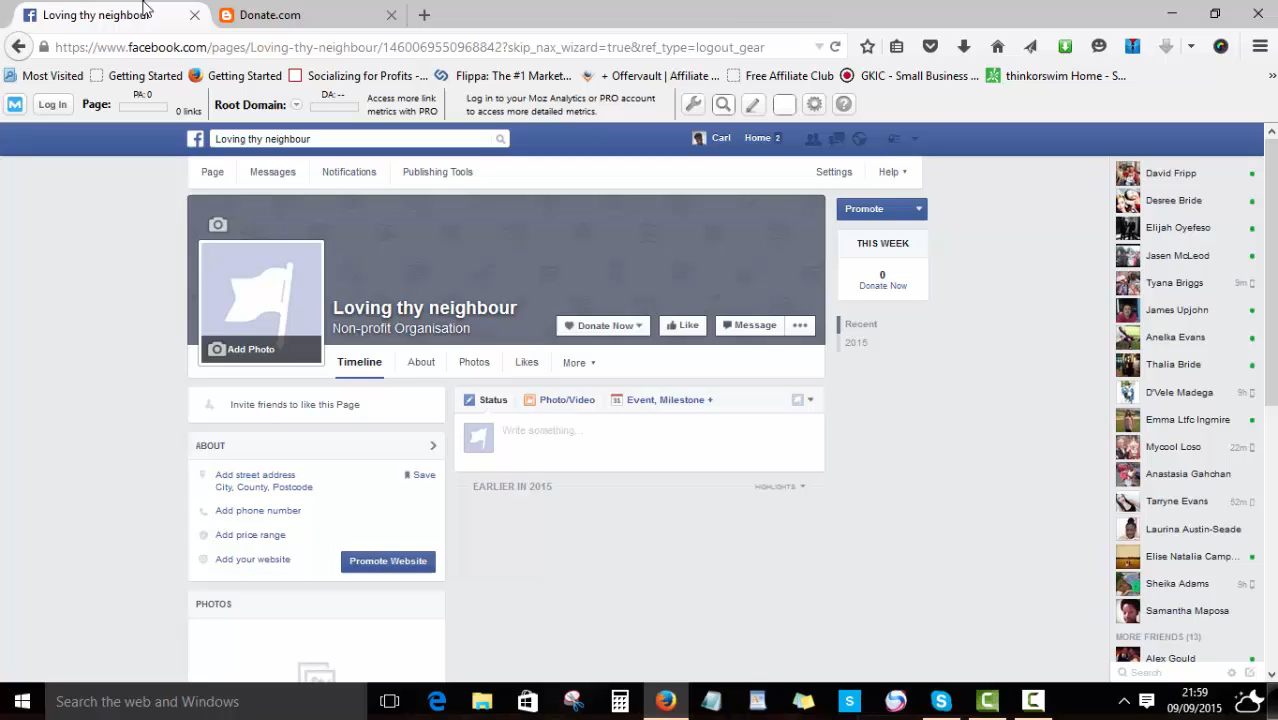 Loving thy neighbour
Donate.com
https://www.facebook.com/pages/Loving-thy-neighbour/1460069550968842?skip_nax_wizard=true&ref_type=logout_gear
Most Visited Getting Started Getting Started Socializing for Profits -... Flippa: The #1 Market... Offervault | Affiliate ... Free Affiliate Club GKIC - Small Business ... thinkorswim Home - S... »
M Log In Page: PA: 0 0 links Root Domain: DA: -- Access more link metrics with PRO Log in to your Moz Analytics or PRO account to access more detailed metrics.
Loving thy neighbour
Carl Home 2
Page Messages Notifications Publishing Tools Settings Help
Promote
THIS WEEK
0
Donate Now
Recent
2015
Loving thy neighbour
Non-profit Organisation
Donate Now Like Message •••
Add Photo
Timeline About Photos Likes More
Invite friends to like this Page
ABOUT
Add street address
City, County, Postcode
Save
Add phone number
Add price range
Add your website
Promote Website
PHOTOS
Status Photo/Video 31 Event, Milestone +
Write something...
EARLIER IN 2015 HIGHLIGHTS
David Fripp
Desree Bride
Elijah Oyefeso
Jasen McLeod
Tyana Briggs 9m
James Upjohn
Anelka Evans
Thalia Bride
D'Vele Madega 9h
Emma Ltfc Ingmire
Mycool Loso 22m
Anastasia Gahchan
Tarryne Evans 52m
Laurina Austin-Seade
Elise Natalia Camp...
Sheika Adams 9h
Samantha Maposa
MORE FRIENDS (13)
Alex Gould
Search
Search the web and Windows
21:59
09/09/2015